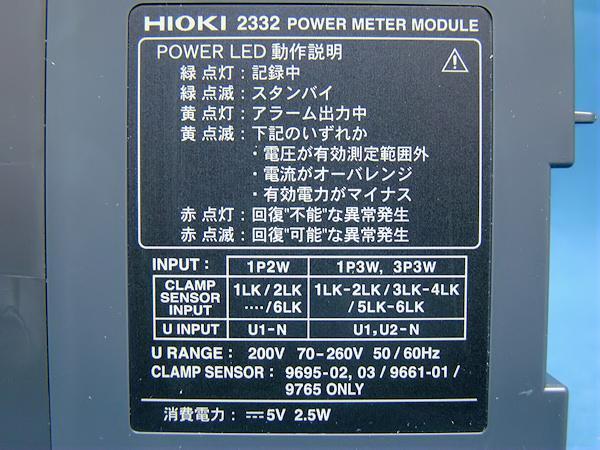 HIOKI 2332 POWER METER MODULE
POWER LED 動作説明
緑 点灯：記録中
緑 点滅：スタンバイ
黄 点灯：アラーム出力中
黄 点滅：下記のいずれか
・電圧が有効測定範囲外
・電流がオーバレンジ
・有効電力がマイナス
赤 点灯：回復"不能"な異常発生
赤 点滅：回復"可能"な異常発生
INPUT： 1P2W 1P3W, 3P3W
CLAMP SENSOR INPUT 1LK/2LK ····/6LK 1LK-2LK/3LK-4LK /5LK-6LK
U INPUT U1-N U1,U2-N
U RANGE： 200V 70-260V 50/60Hz
CLAMP SENSOR：9695-02, 03/9661-01/
9765 ONLY
消費電力：⎓5V 2.5W